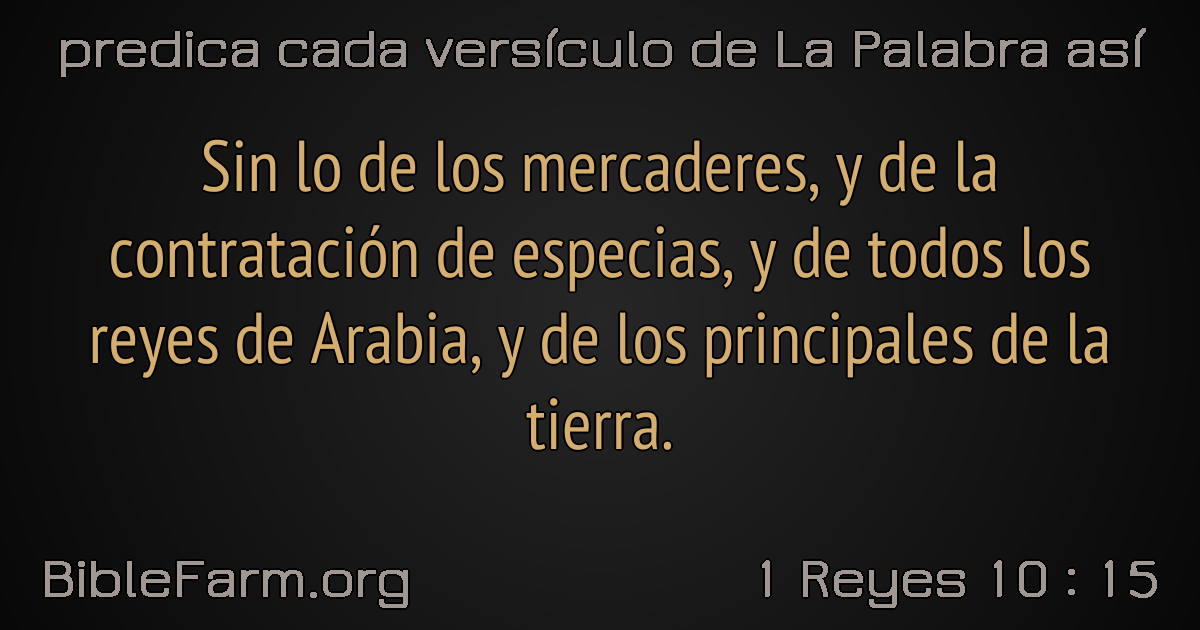 predica cada versículo de La Palabra así
Sin lo de los mercaderes, y de la
contratación de especias, y de todos los
reyes de Arabia, y de los principales de la
tierra.
BibleFarm.org
1 Reyes 10 : 15